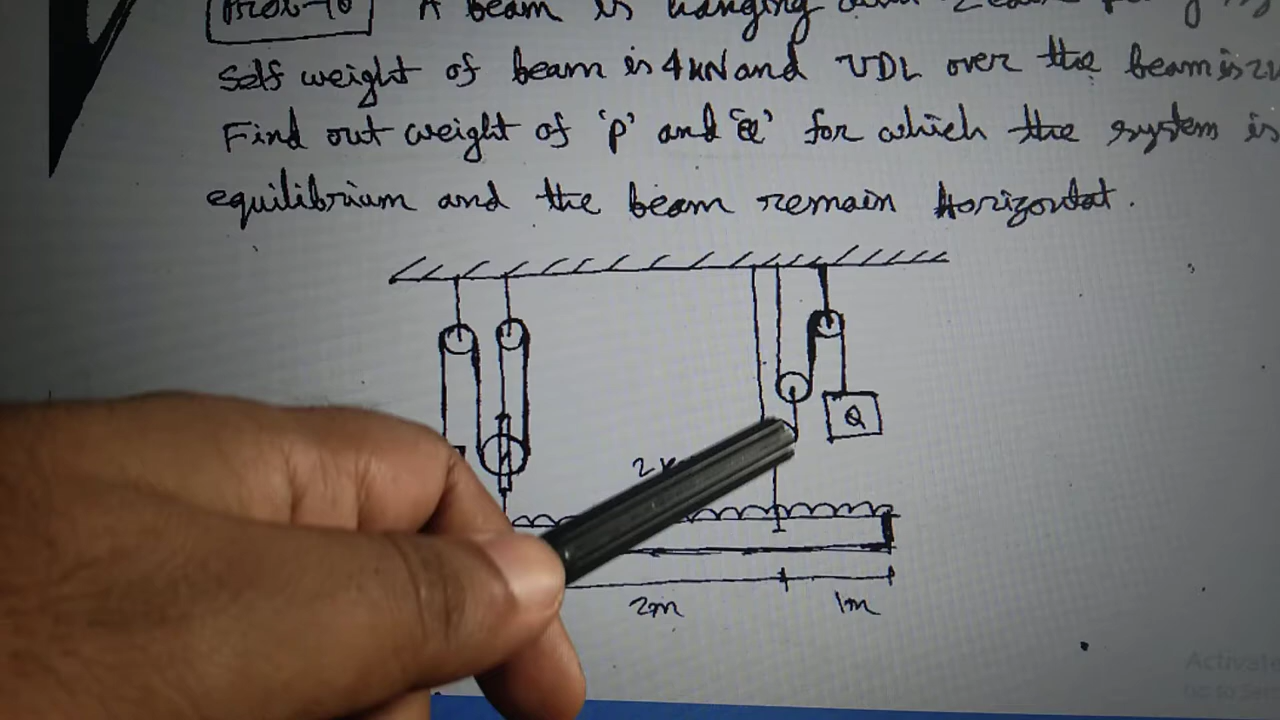 A beam is hanging
Self weight of beam is 4 kN and UDL over the beam is
Find out weight of 'P' and 'Q' for which the system is
equilibrium and the beam remain Horizontal.
Q
2m
1m